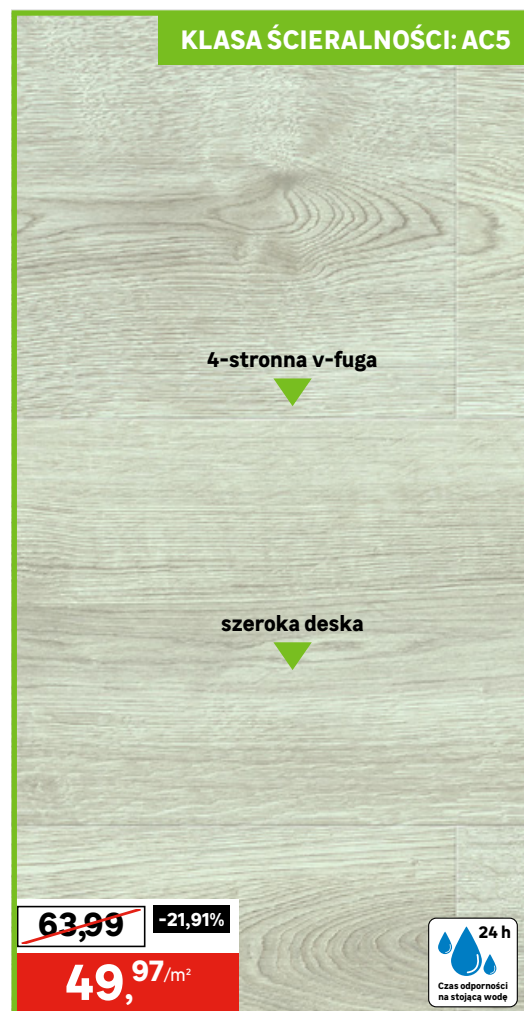 KLASA ŚCIERALNOŚCI: AC5
4-stronna v-fuga
szeroka deska
63,99
-21,91%
49,97/m²
24 h
Czas odporności
na stojącą wodę